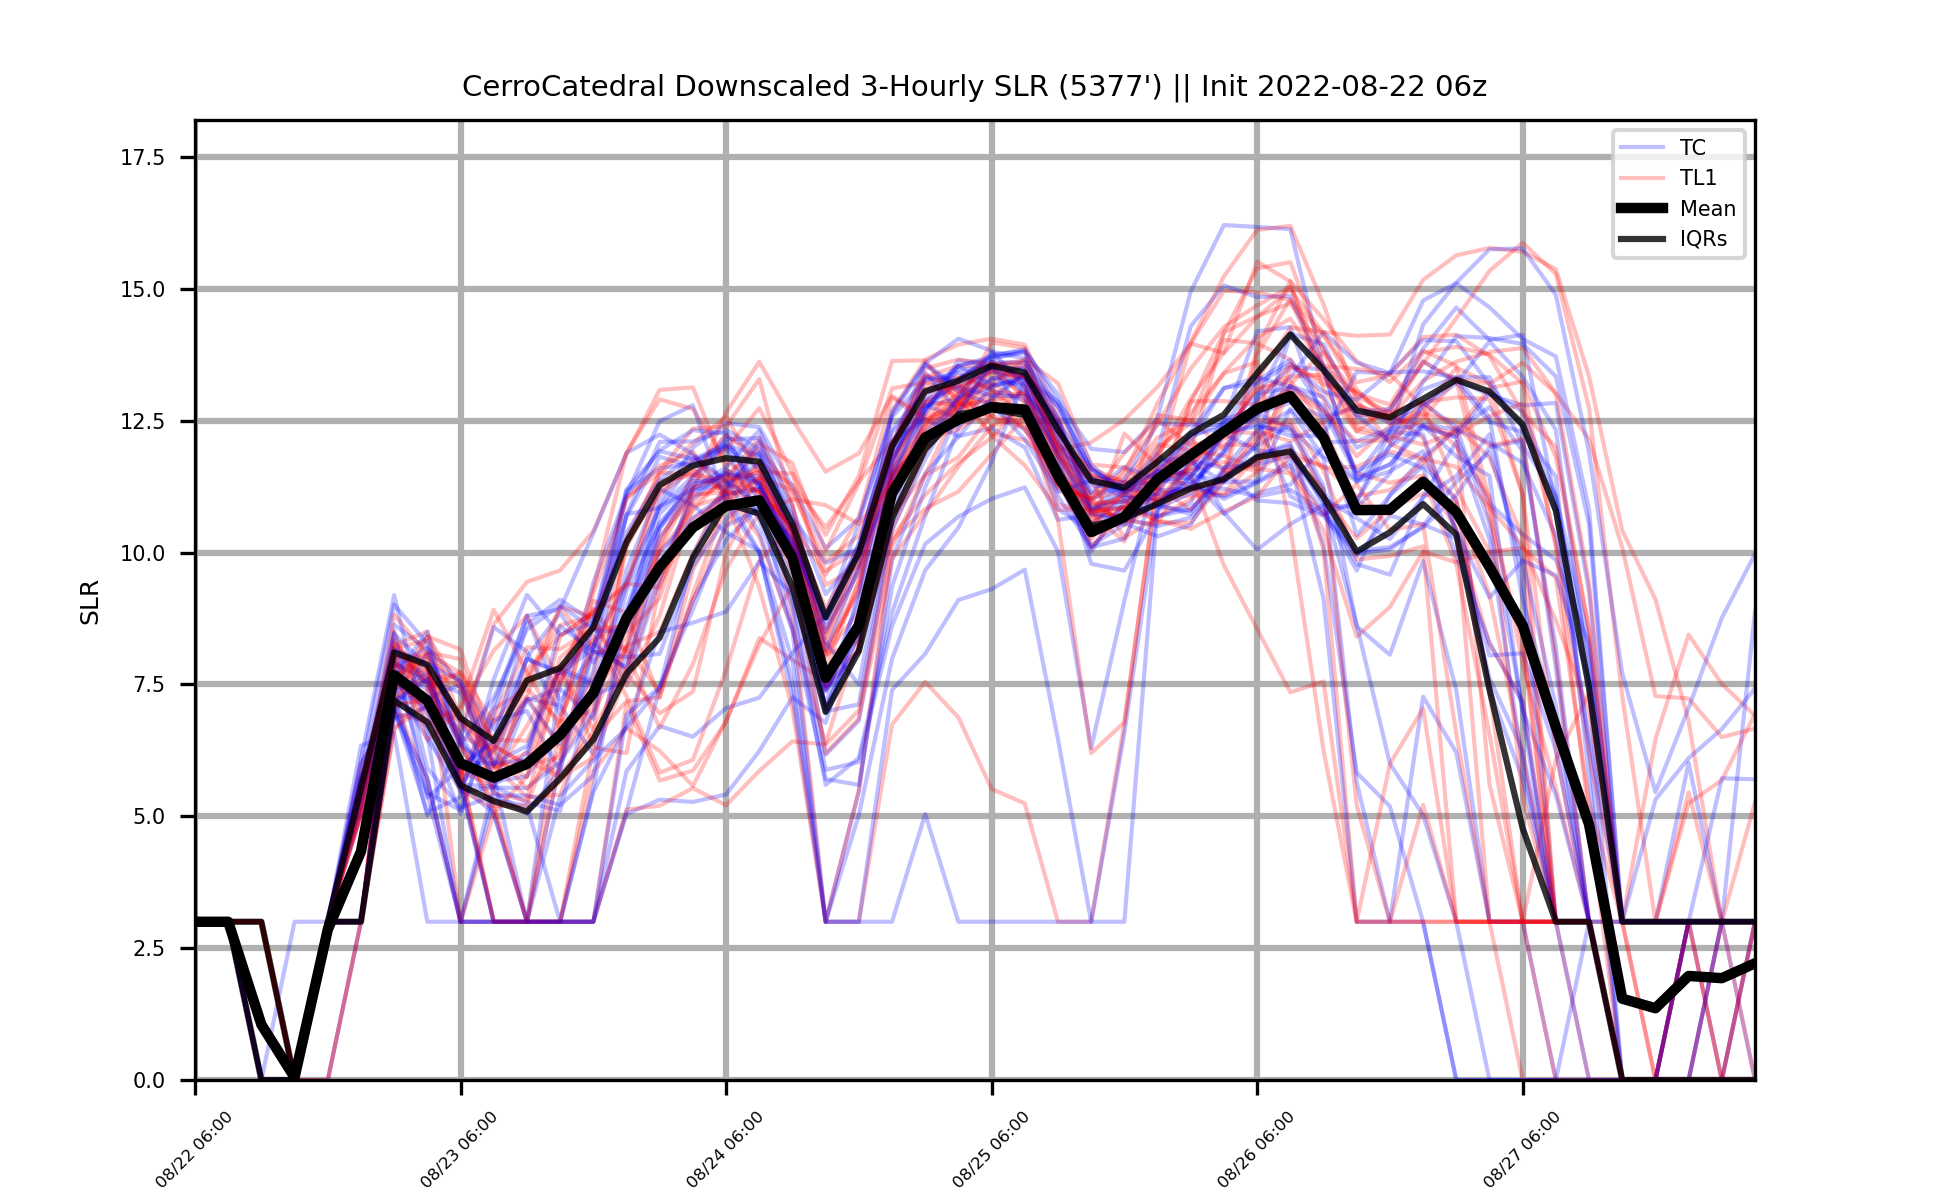 CerroCatedral Downscaled 3-Hourly SLR (5377') || Init 2022-08-22 06z
TC
TL1
Mean
IQRs
SLR
17.5
15.0
12.5
10.0
7.5
5.0
2.5
0.0
08/22 06:00
08/23 06:00
08/24 06:00
08/25 06:00
08/26 06:00
08/27 06:00